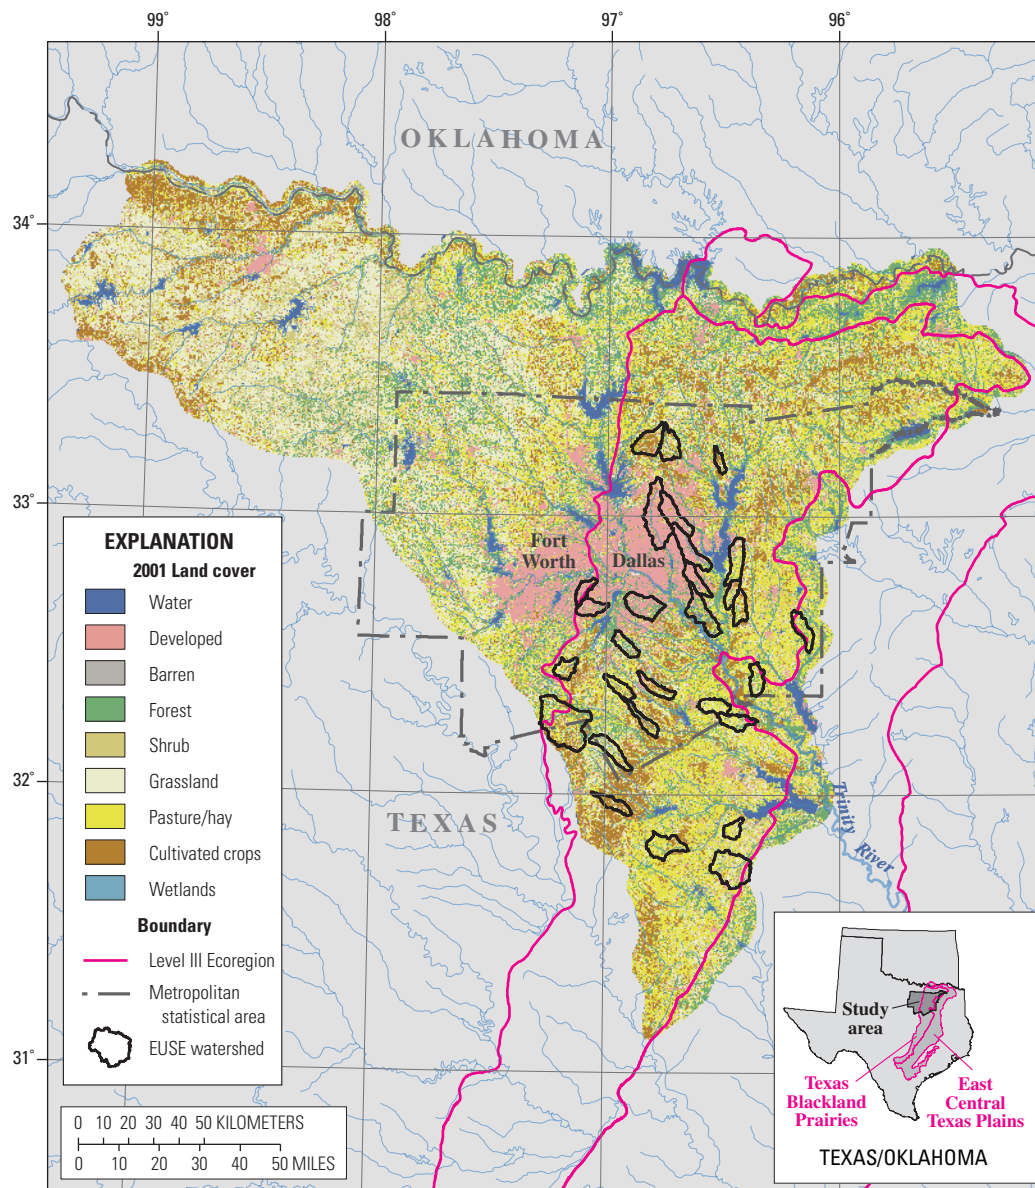 99°
98°
97°
96°
OKLAHOMA
34°
33°
32°
31°
Fort
Worth
Dallas
TEXAS
Trinity
River
EXPLANATION
2001 Land cover
Water
Developed
Barren
Forest
Shrub
Grassland
Pasture/hay
Cultivated crops
Wetlands
Boundary
Level III Ecoregion
Metropolitan
statistical area
EUSE watershed
0 10 20 30 40 50 KILOMETERS
0 10 20 30 40 50 MILES
Study
area
Texas
Blackland
Prairies
East
Central
Texas Plains
TEXAS/OKLAHOMA